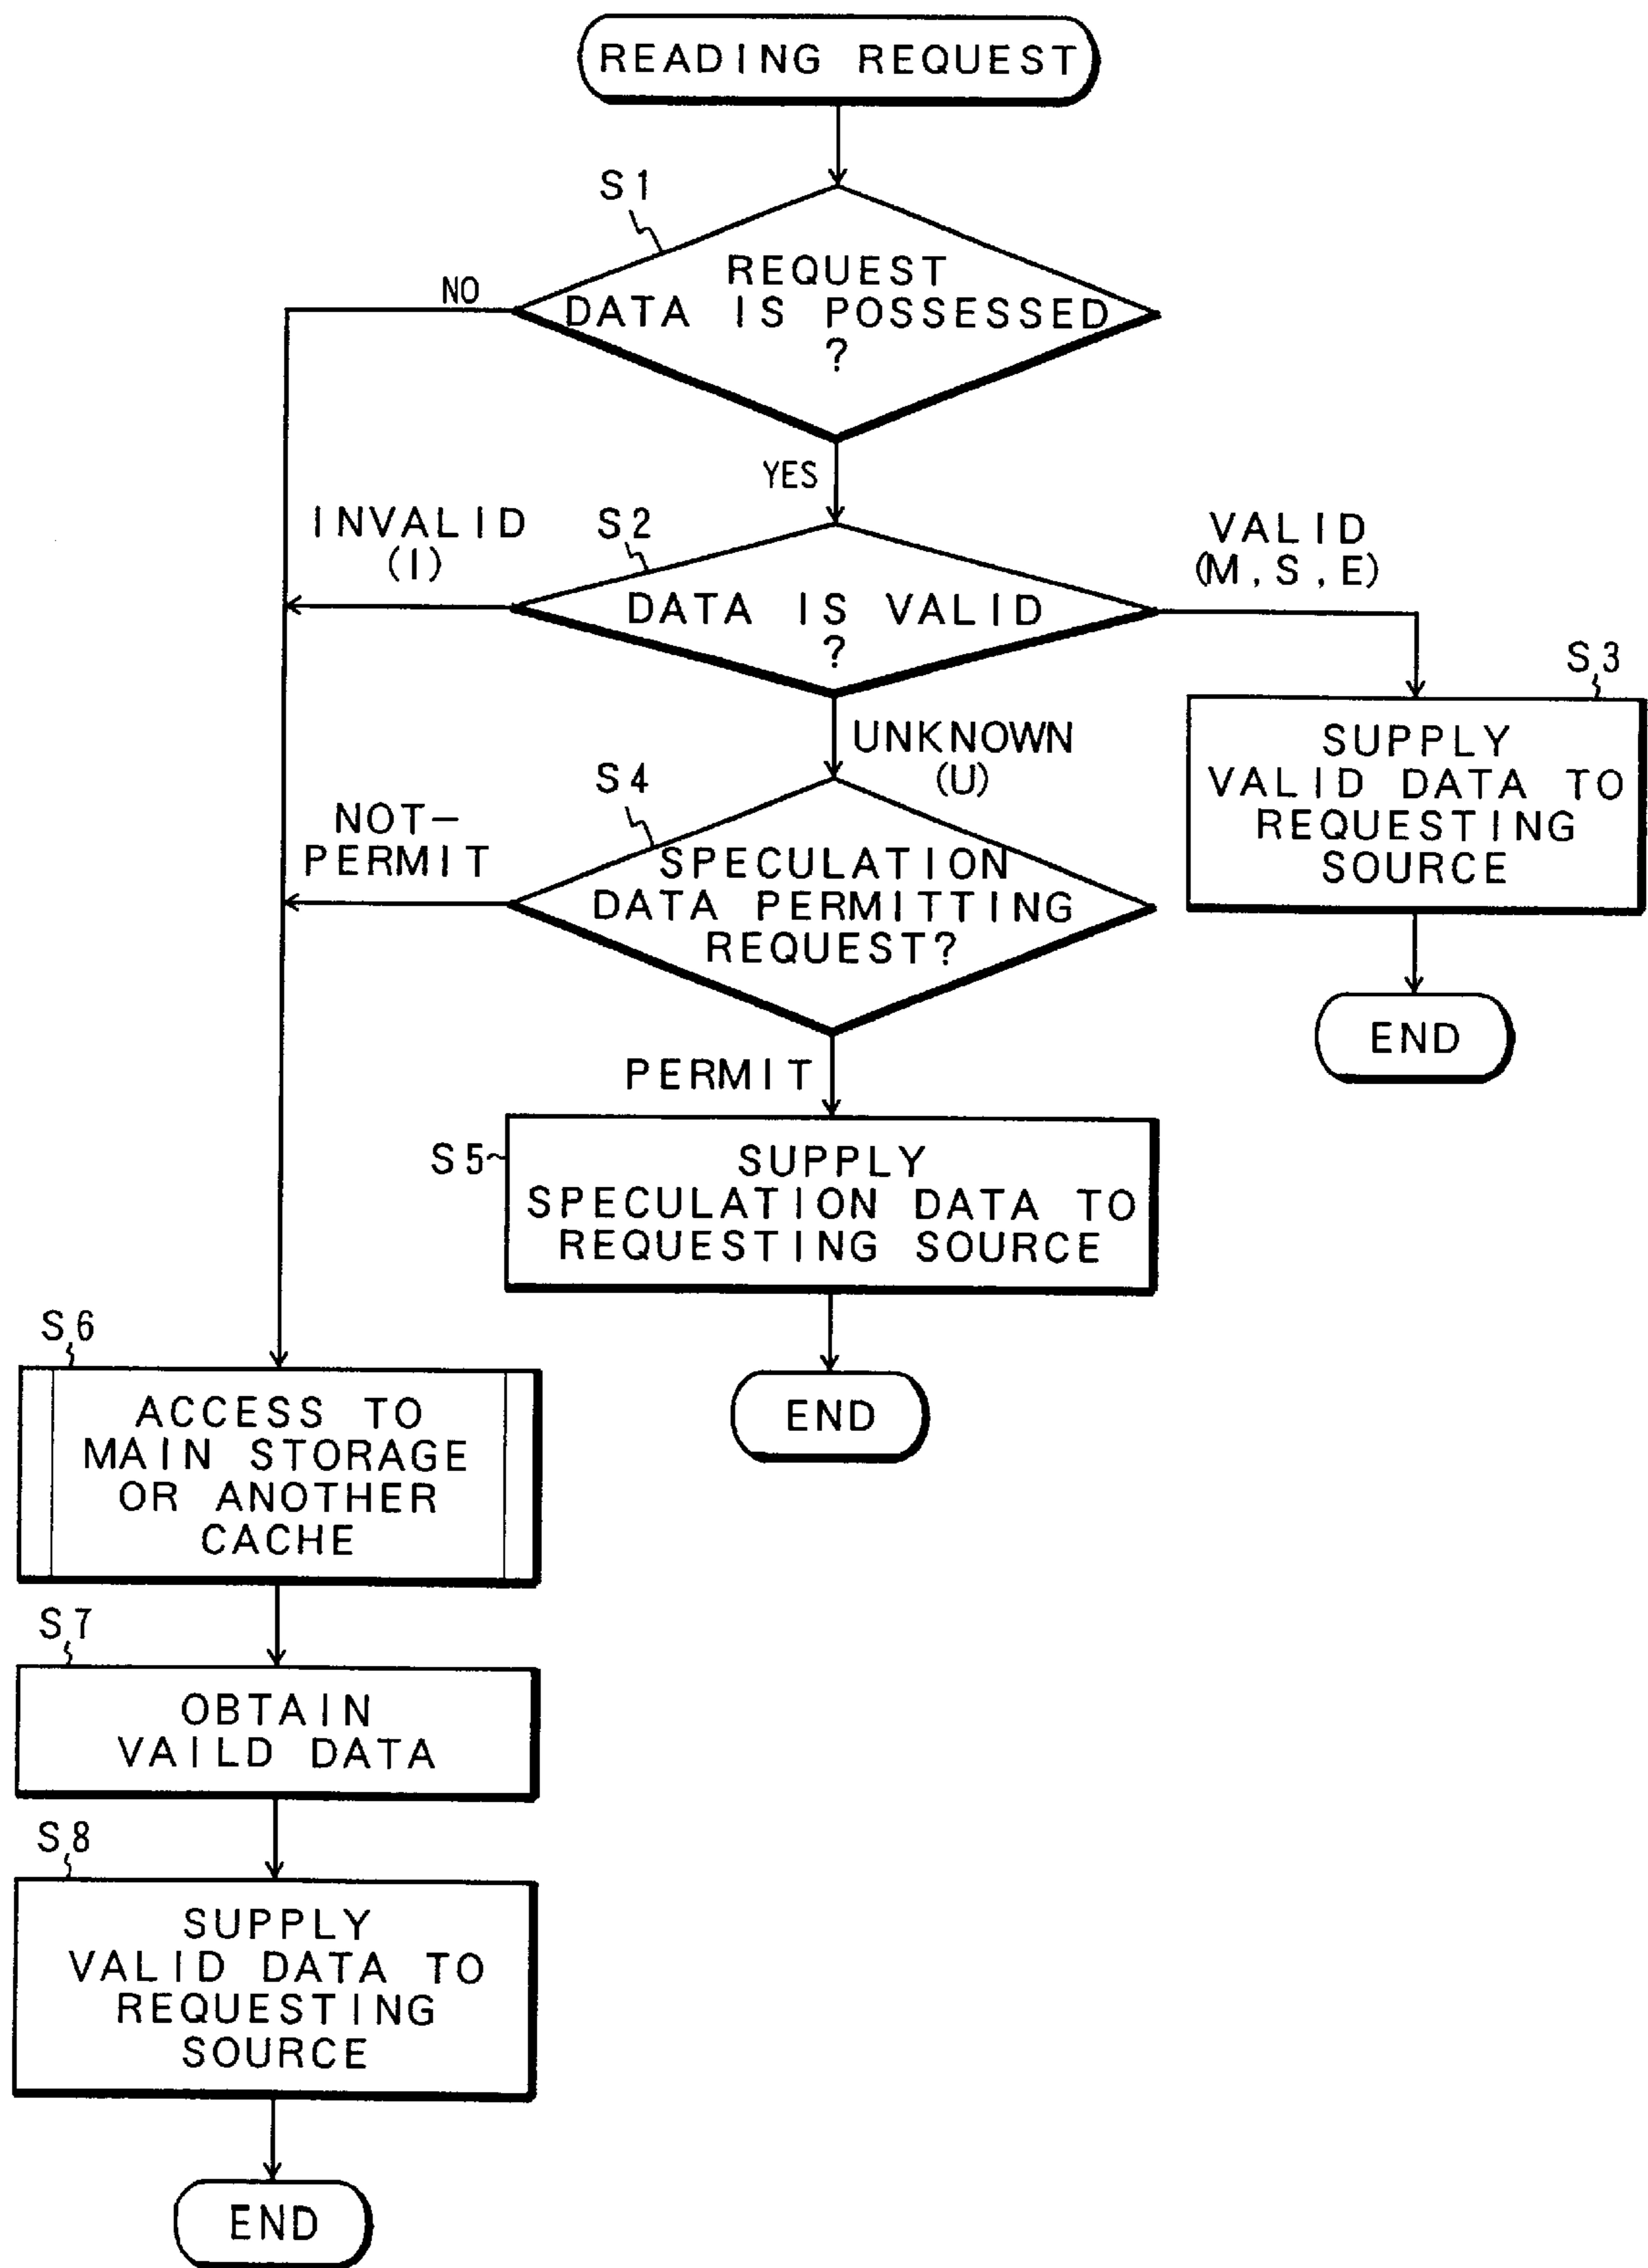 READING REQUEST
S1
REQUEST
DATA IS POSSESSED
?
NO
YES
INVALID
(I)
S2
DATA IS VALID
?
VALID
(M,S,E)
S3
SUPPLY
VALID DATA TO
REQUESTING
SOURCE
END
UNKNOWN
(U)
S4
NOT-
PERMIT
SPECULATION
DATA PERMITTING
REQUEST?
PERMIT
S5
SUPPLY
SPECULATION DATA TO
REQUESTING SOURCE
END
S6
ACCESS TO
MAIN STORAGE
OR ANOTHER
CACHE
S7
OBTAIN
VAILD DATA
S8
SUPPLY
VALID DATA TO
REQUESTING
SOURCE
END